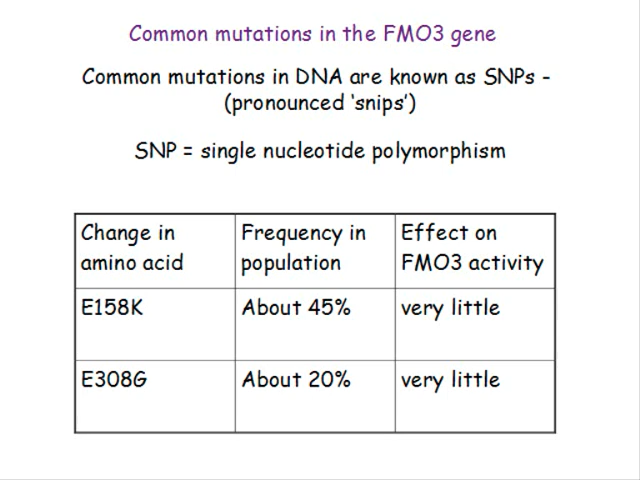 Common mutations in the FMO3 gene
Common mutations in DNA are known as SNPs -
(pronounced ‘snips’)
SNP = single nucleotide polymorphism
Change in amino acid
Frequency in population
Effect on FMO3 activity
E158K
About 45%
very little
E308G
About 20%
very little